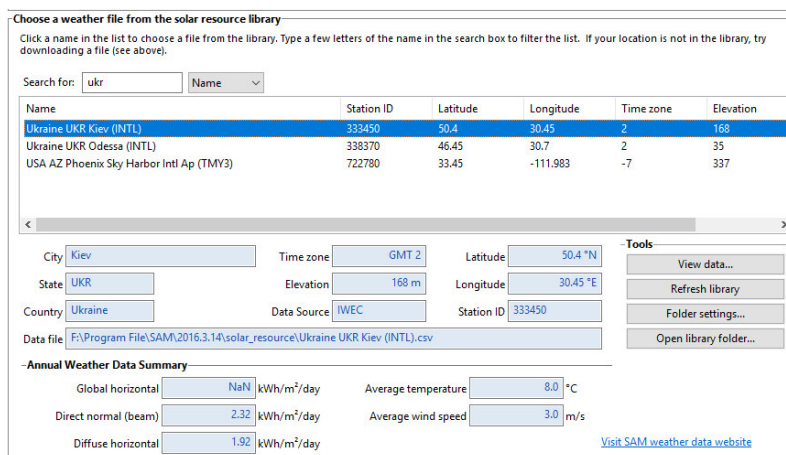 Choose a weather file from the solar resource library
Click a name in the list to choose a file from the library. Type a few letters of the name in the search box to filter the list. If your location is not in the library, try
downloading a file (see above).
Search for: ukr Name
Name Station ID Latitude Longitude Time zone Elevation
Ukraine UKR Kiev (INTL) 333450 50.4 30.45 2 168
Ukraine UKR Odessa (INTL) 338370 46.45 30.7 2 35
USA AZ Phoenix Sky Harbor Intl Ap (TMY3) 722780 33.45 -111.983 -7 337
City Kiev Time zone GMT 2 Latitude 50.4 °N
State UKR Elevation 168 m Longitude 30.45 °E
Country Ukraine Data Source IWEC Station ID 333450
Data file F:\Program File\SAM\2016.3.14\solar_resource\Ukraine UKR Kiev (INTL).csv
Tools
View data...
Refresh library
Folder settings...
Open library folder...
Annual Weather Data Summary
Global horizontal NaN kWh/m²/day Average temperature 8.0 °C
Direct normal (beam) 2.32 kWh/m²/day Average wind speed 3.0 m/s
Diffuse horizontal 1.92 kWh/m²/day Visit SAM weather data website